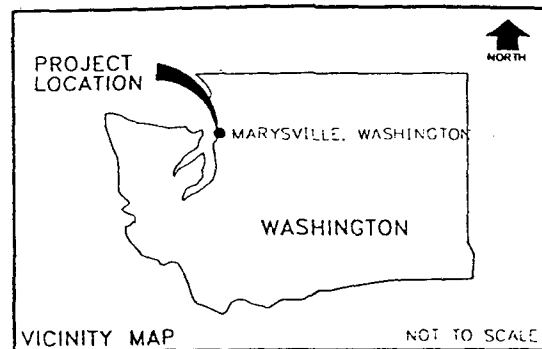 NORTH
PROJECT
LOCATION
MARYSVILLE, WASHINGTON
WASHINGTON
VICINITY MAP
NOT TO SCALE